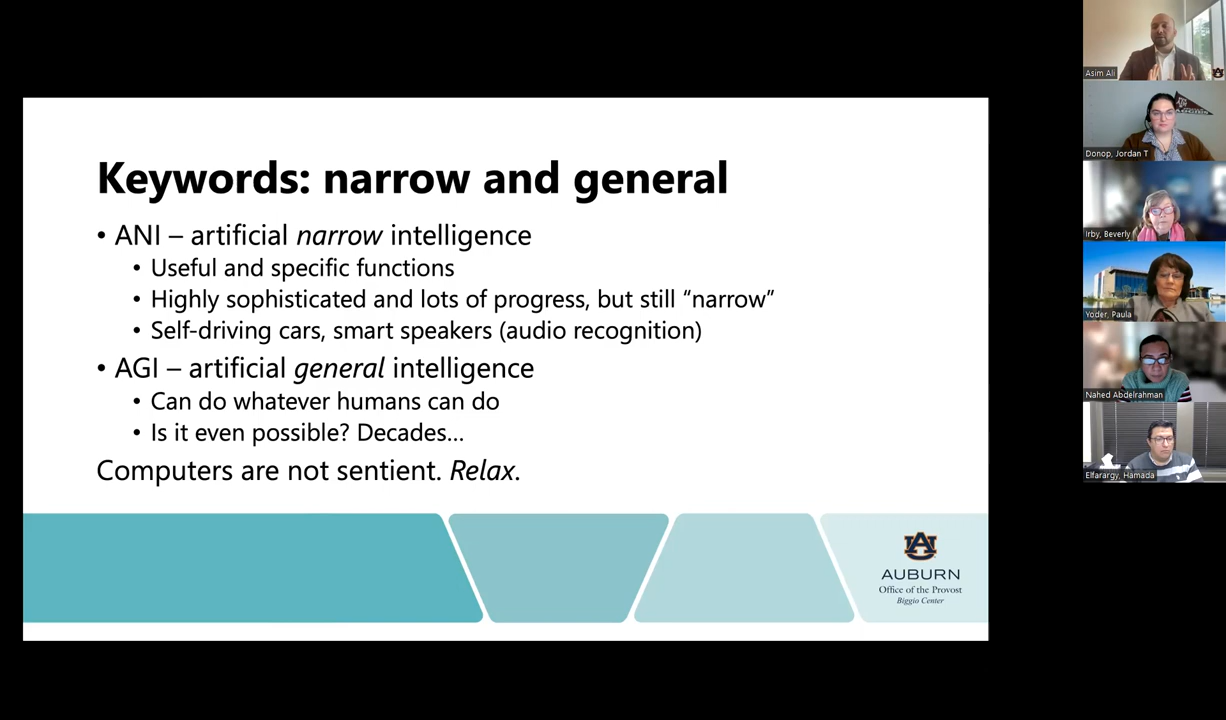 Keywords: narrow and general
• ANI – artificial narrow intelligence
• Useful and specific functions
• Highly sophisticated and lots of progress, but still “narrow”
• Self-driving cars, smart speakers (audio recognition)
• AGI – artificial general intelligence
• Can do whatever humans can do
• Is it even possible? Decades…
Computers are not sentient. Relax.
AU
AUBURN
Office of the Provost
Biggio Center
Asim Ali
Donop, Jordan T
Irby, Beverly
Yoder, Paula
Nahed Abdelrahman
Elfarargy, Hamada